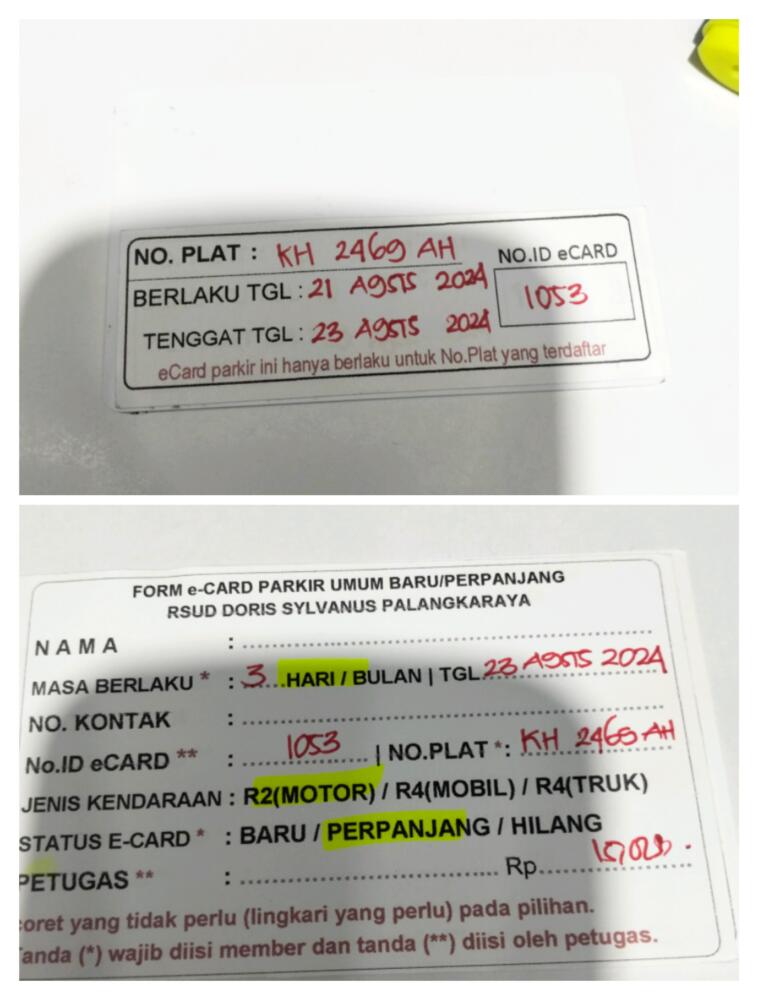 NO. PLAT : KH 2469 AH
NO.ID eCARD
BERLAKU TGL : 21 AGSTS 2024
1053
TENGGAT TGL : 23 AGSTS 2024
eCard parkir ini hanya berlaku untuk No.Plat yang terdaftar
FORM e-CARD PARKIR UMUM BARU/PERPANJANG
RSUD DORIS SYLVANUS PALANGKARAYA
NAMA :
MASA BERLAKU * : 3 HARI / BULAN | TGL 23 AGSTS 2024
NO. KONTAK :
No.ID eCARD ** : 1053 | NO.PLAT *: KH 2469 AH
JENIS KENDARAAN : R2(MOTOR) / R4(MOBIL) / R4(TRUK)
STATUS E-CARD * : BARU / PERPANJANG / HILANG
PETUGAS ** : Rp
coret yang tidak perlu (lingkari yang perlu) pada pilihan.
Tanda (*) wajib diisi member dan tanda (**) diisi oleh petugas.